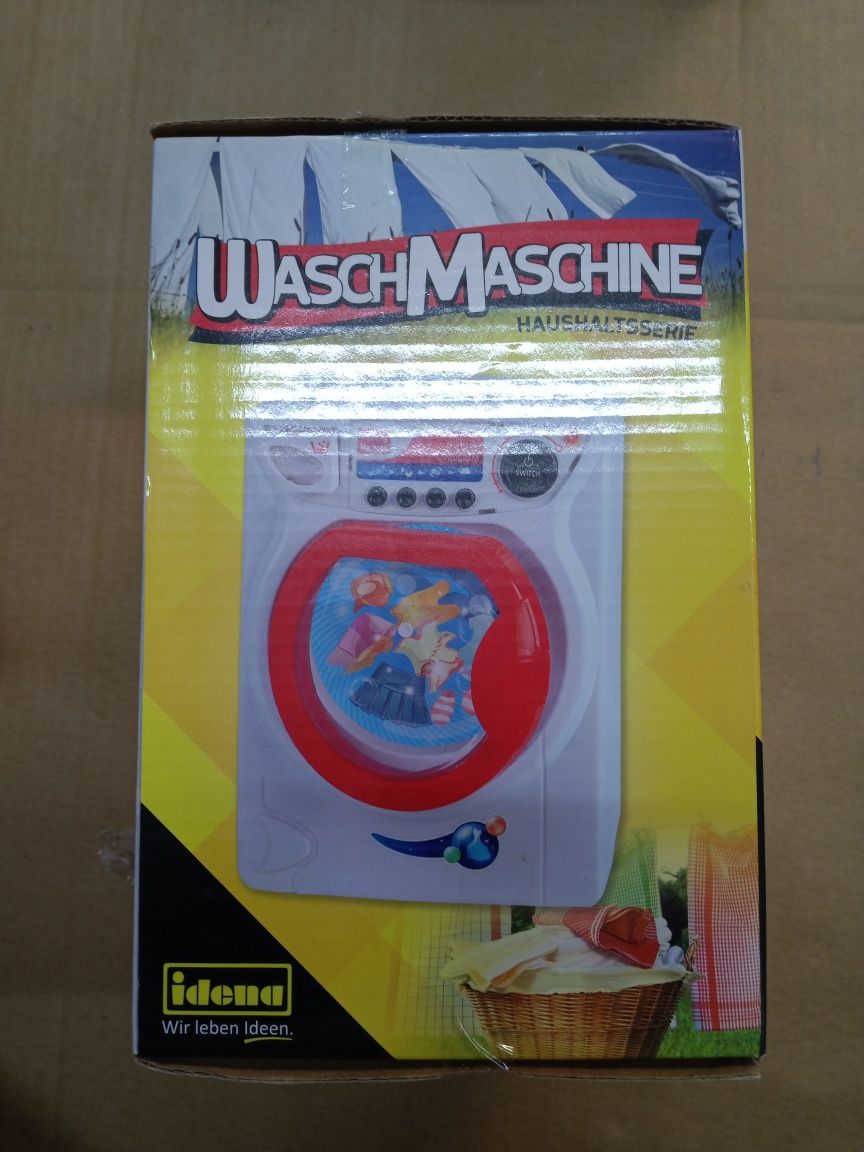 WASCHMASCHINE
HAUSHALTSSERIE
SWITCH
idena
Wir leben Ideen.